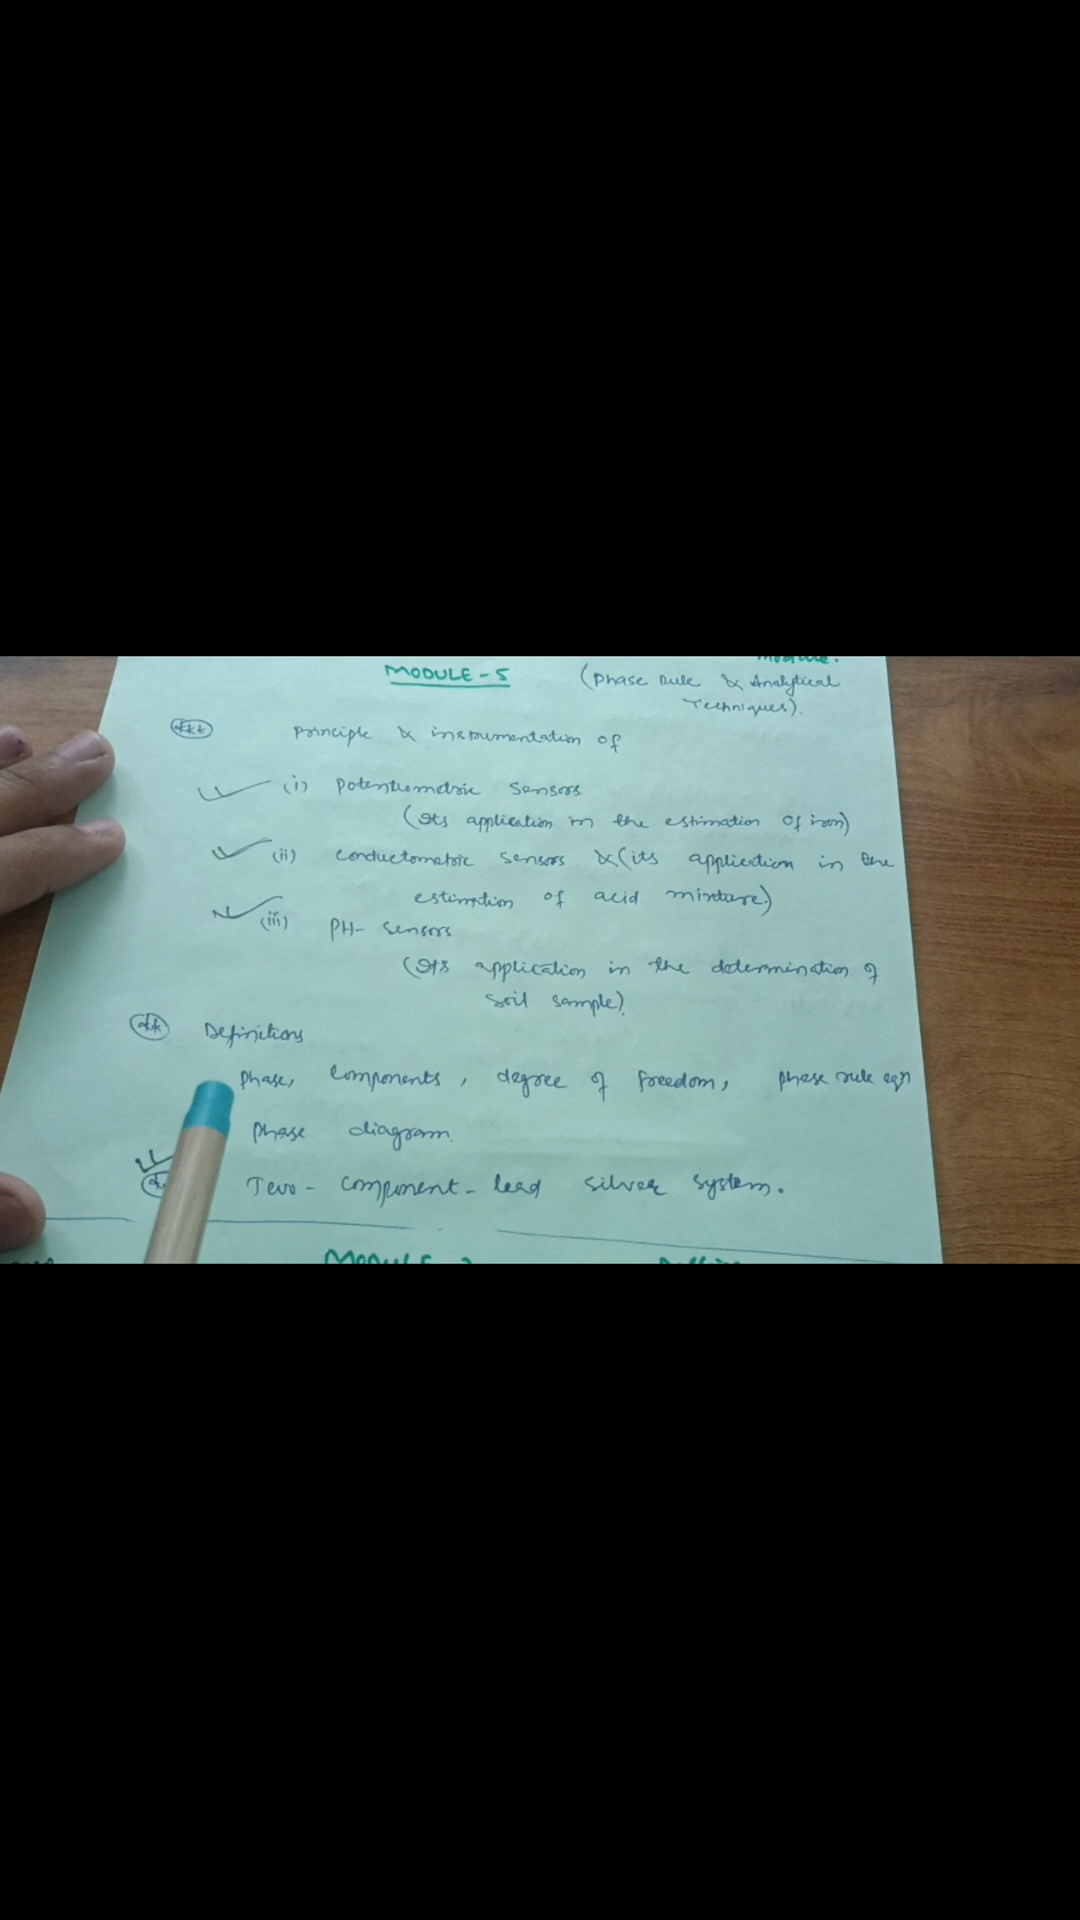 MODULE - 5
(Phase Rule & Analytical
Techniques).
*** Principle & instrumentation of
(i) Potentiometric sensors
(Its application in the estimation of iron)
(ii) conductometric sensors & (its application in the
estimation of acid mixture.)
(iii) PH- sensors
(Its application in the determination of
soil sample).
** Definitions
Phase, Components, degree of freedom, phase rule eqn
Phase diagram.
Two - component - lead silver system.